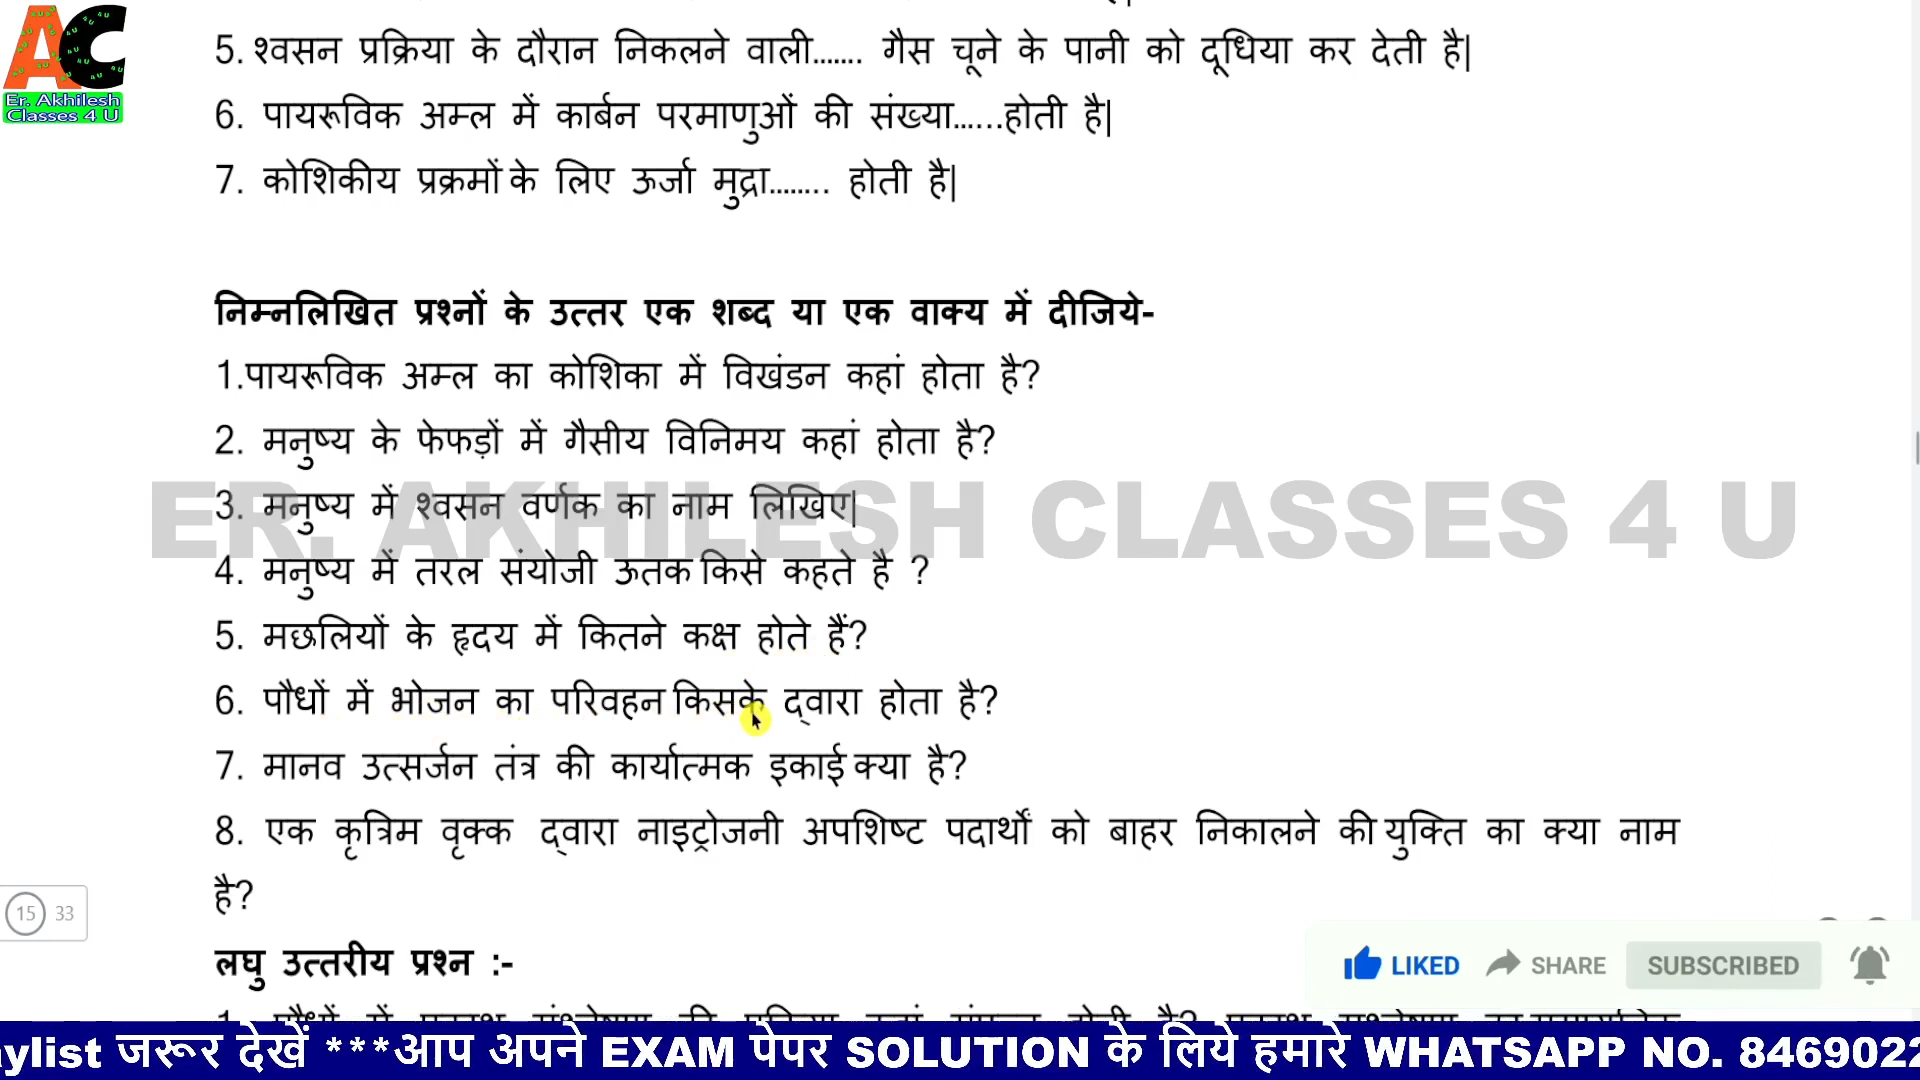 AC
Er. Akhilesh
Classes 4 U
5. श्वसन प्रक्रिया के दौरान निकलने वाली……. गैस चूने के पानी को दूधिया कर देती है|
6. पायरूविक अम्ल में कार्बन परमाणुओं की संख्या…...होती है|
7. कोशिकीय प्रक्रमों के लिए ऊर्जा मुद्रा…….. होती है|
निम्नलिखित प्रश्नों के उत्तर एक शब्द या एक वाक्य में दीजिये-
1.पायरूविक अम्ल का कोशिका में विखंडन कहां होता है?
2. मनुष्य के फेफड़ों में गैसीय विनिमय कहां होता है?
ER. AKHILESH CLASSES 4 U
3. मनुष्य में श्वसन वर्णक का नाम लिखिए|
4. मनुष्य में तरल संयोजी ऊतक किसे कहते है ?
5. मछलियों के हृदय में कितने कक्ष होते हैं?
6. पौधों में भोजन का परिवहन किसके द्वारा होता है?
7. मानव उत्सर्जन तंत्र की कार्यात्मक इकाई क्या है?
8. एक कृत्रिम वृक्क द्वारा नाइट्रोजनी अपशिष्ट पदार्थों को बाहर निकालने की युक्ति का क्या नाम
है?
15 33
लघु उत्तरीय प्रश्न :-
LIKED SHARE SUBSCRIBED
aylist जरूर देखें ***आप अपने EXAM पेपर SOLUTION के लिये हमारे WHATSAPP NO. 8469022